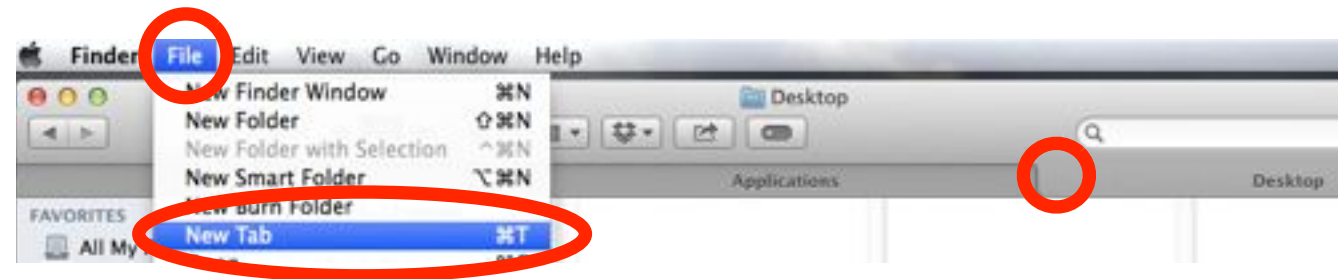 Finder File Edit View Go Window Help
New Finder Window ⌘N
Desktop
New Folder ⇧⌘N
New Folder with Selection ^⌘N
New Smart Folder ⌥⌘N
Applications
Desktop
New Burn Folder
FAVORITES
New Tab ⌘T
All My